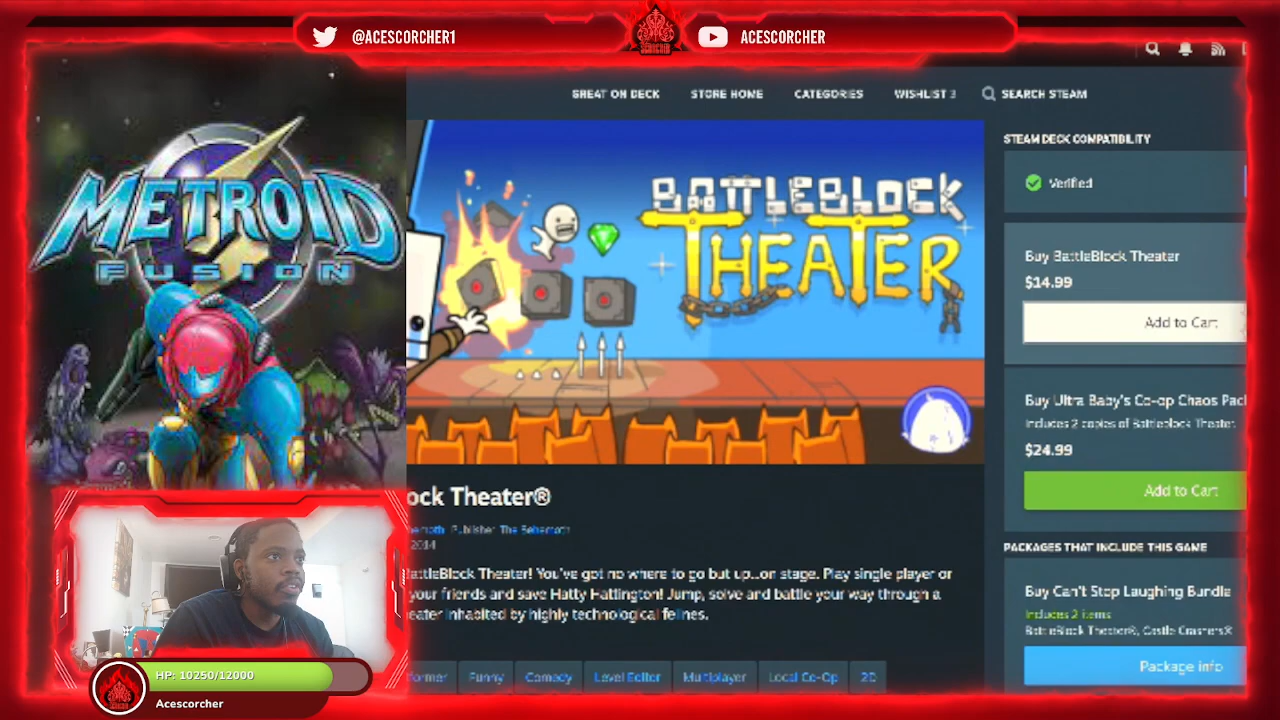 @ACESCORCHER1
ACESCORCHER
METROID
FUSION
GREAT ON DECK
STORE HOME
CATEGORIES
WISHLIST 3
SEARCH STEAM
BATTLEBLOCK
THEATER
STEAM DECK COMPATIBILITY
Verified
Buy BattleBlock Theater
$14.99
Add to Cart
Buy Ultra Baby's Co-op Chaos Pac
Includes 2 copies of Battleblock Theater.
$24.99
Add to Cart
PACKAGES THAT INCLUDE THIS GAME
Buy Can't Stop Laughing Bundle
Includes 2 items
BattleBlock Theater®, Castle Crashers®
Package info
ock Theater®
Publisher The Behemoth
2014
attleBlock Theater! You've got no where to go but up...on stage. Play single player or
your friends and save Hatty Hattington! Jump, solve and battle your way through a
eater inhabited by highly technological felines.
former
Funny
Comedy
Level Editor
Multiplayer
Local Co-Op
2D
HP: 10250/12000
Acescorcher